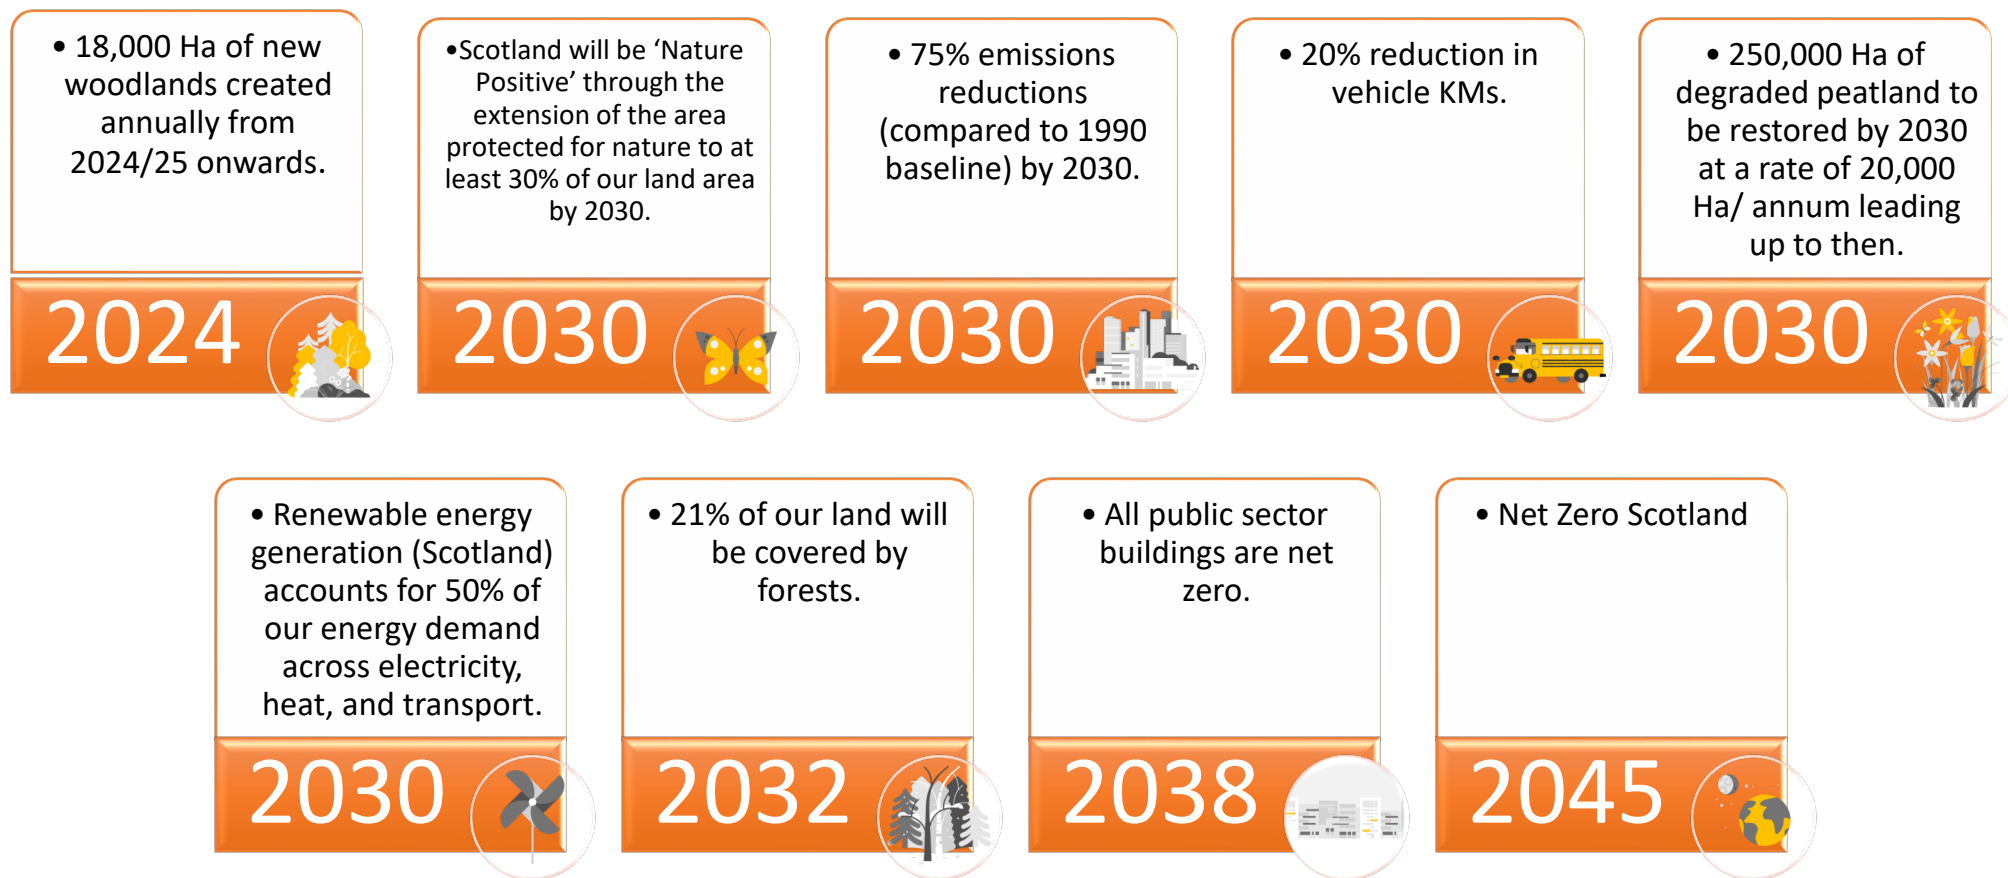 • 18,000 Ha of new
woodlands created
annually from
2024/25 onwards.
2024
•Scotland will be ‘Nature
Positive’ through the
extension of the area
protected for nature to at
least 30% of our land area
by 2030.
2030
• 75% emissions
reductions
(compared to 1990
baseline) by 2030.
2030
• 20% reduction in
vehicle KMs.
2030
• 250,000 Ha of
degraded peatland to
be restored by 2030
at a rate of 20,000
Ha/ annum leading
up to then.
2030
• Renewable energy
generation (Scotland)
accounts for 50% of
our energy demand
across electricity,
heat, and transport.
2030
• 21% of our land will
be covered by
forests.
2032
• All public sector
buildings are net
zero.
2038
• Net Zero Scotland
2045